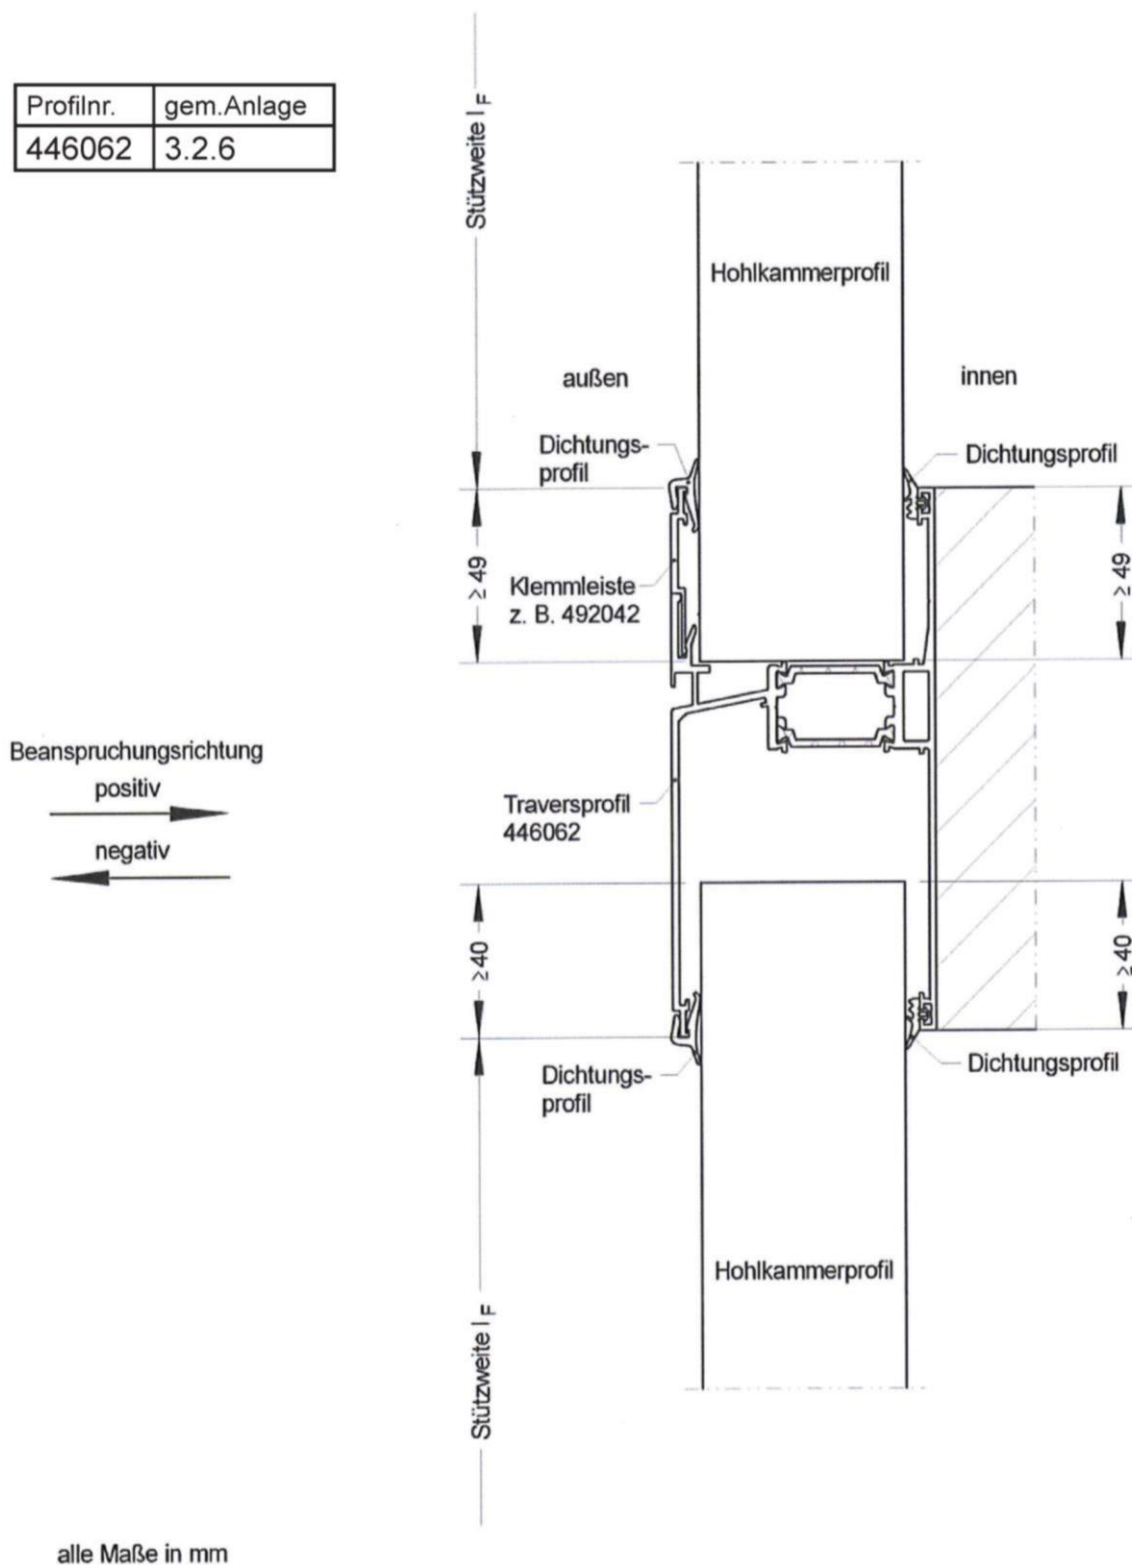 Profilnr. gem.Anlage
446062 3.2.6
Stützweite l F
Hohlkammerprofil
außen
innen
Dichtungs-
profil
Dichtungsprofil
≥ 49
≥ 49
Klemmleiste
z. B. 492042
Beanspruchungsrichtung
positiv
negativ
Traversprofil
446062
≥40
≥40
Dichtungs-
profil
Dichtungsprofil
Hohlkammerprofil
Stützweite l F
alle Maße in mm